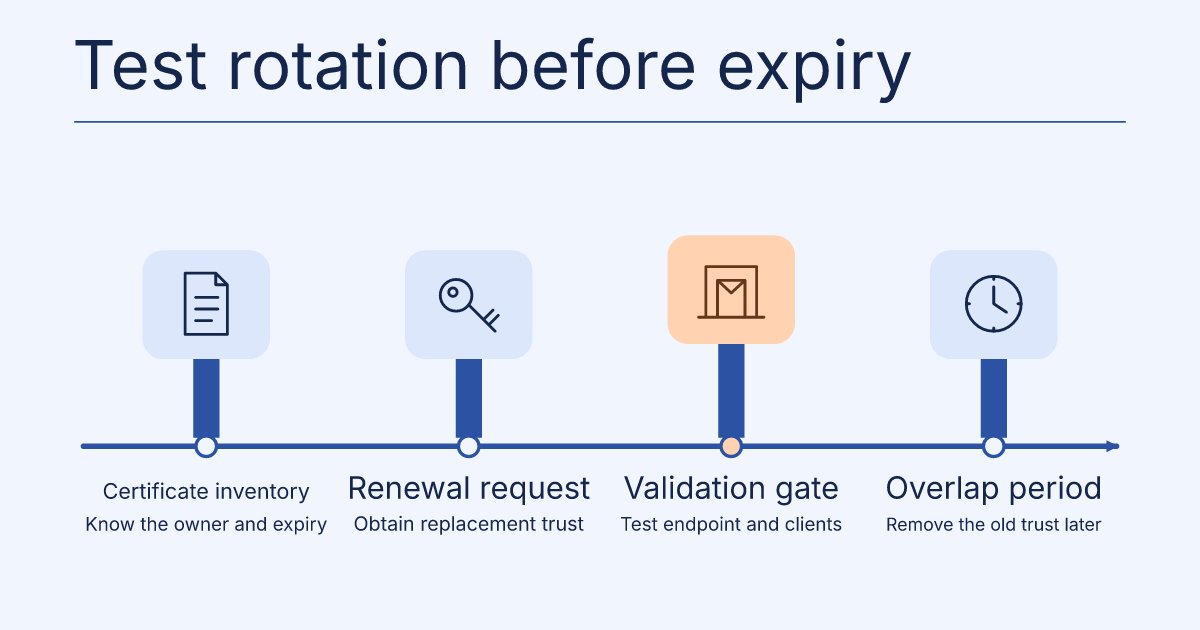 Test rotation before expiry
Certificate inventory
Know the owner and expiry
Renewal request
Obtain replacement trust
Validation gate
Test endpoint and clients
Overlap period
Remove the old trust later